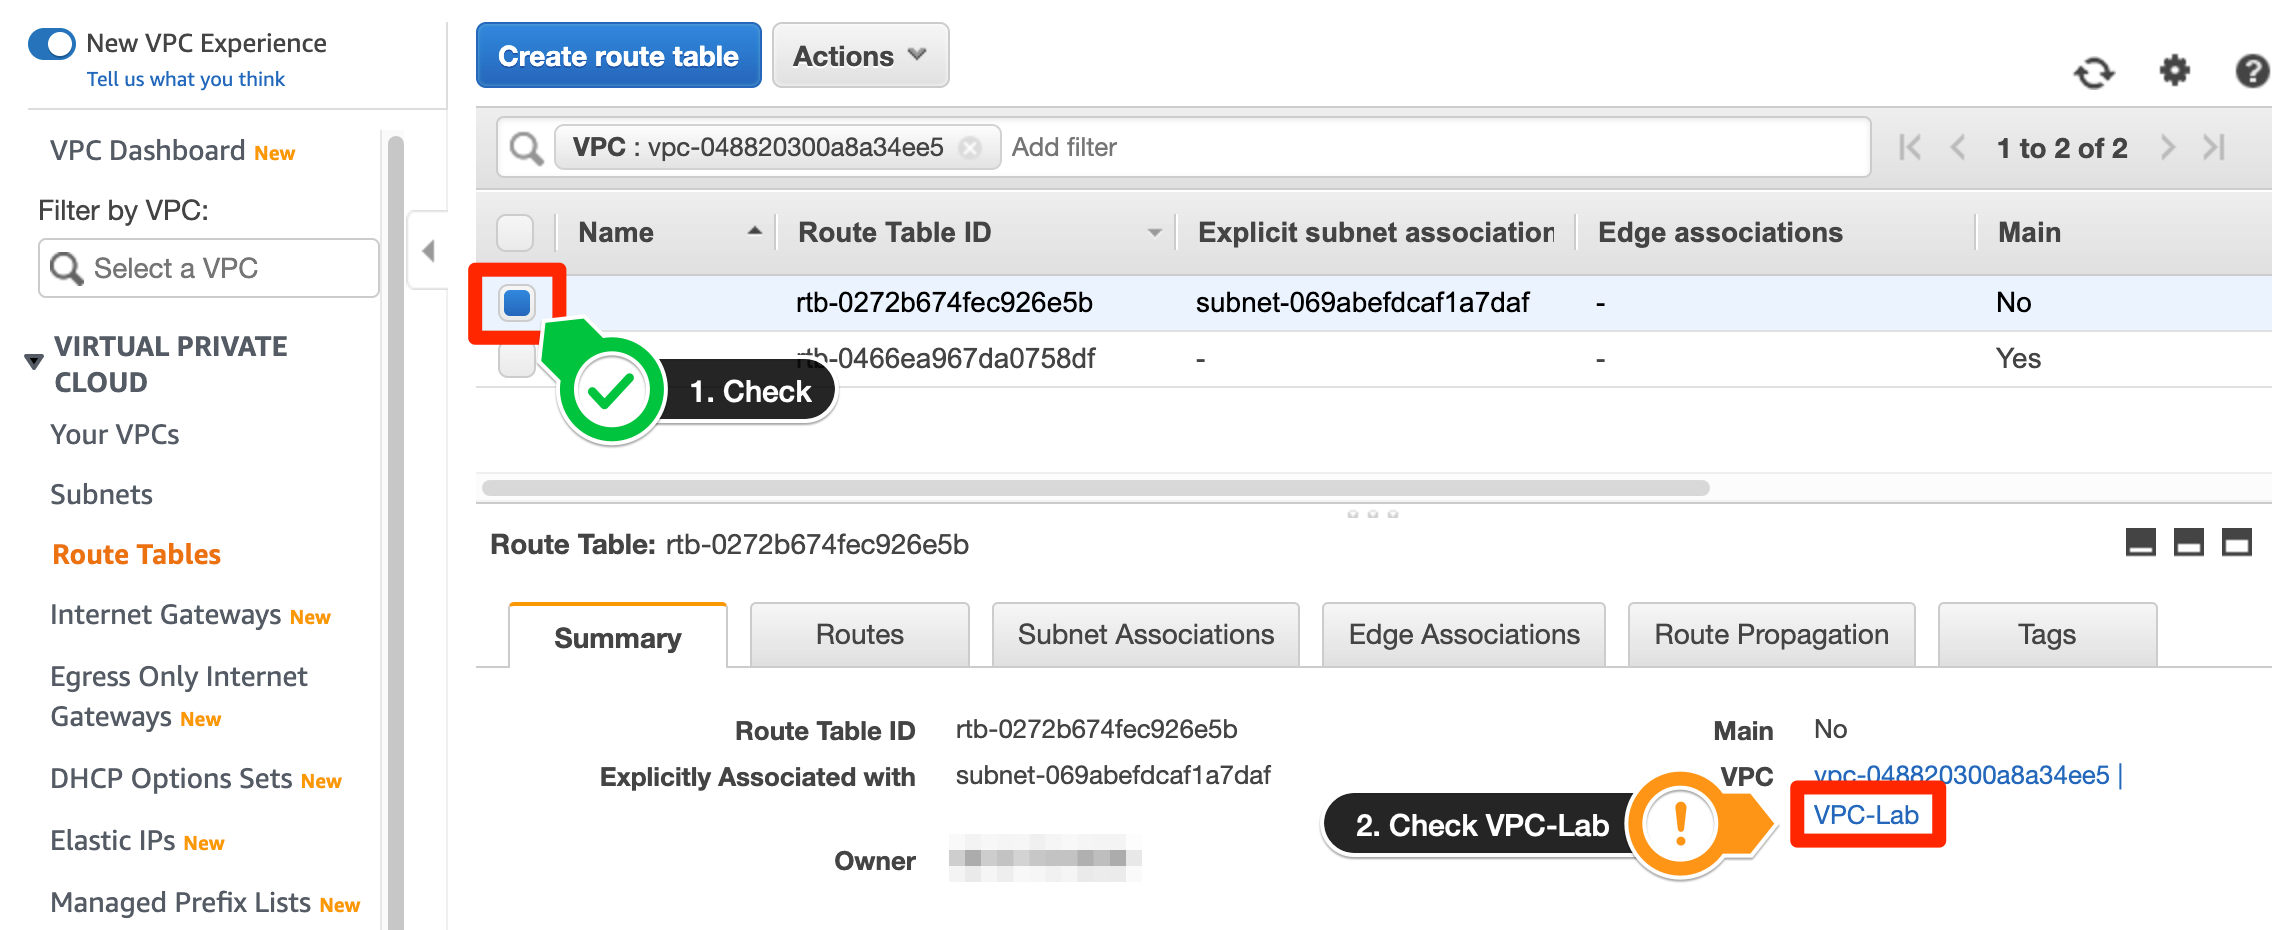 New VPC Experience
Tell us what you think
VPC Dashboard New
Filter by VPC:
Select a VPC
VIRTUAL PRIVATE
CLOUD
Your VPCs
Subnets
Route Tables
Internet Gateways New
Egress Only Internet
Gateways New
DHCP Options Sets New
Elastic IPs New
Managed Prefix Lists New
Create route table Actions
VPC : vpc-048820300a8a34ee5 Add filter 1 to 2 of 2
Name Route Table ID Explicit subnet association Edge associations Main
rtb-0272b674fec926e5b subnet-069abefdcaf1a7daf - No
rtb-0466ea967da0758df - - Yes
1. Check
Route Table: rtb-0272b674fec926e5b
Summary Routes Subnet Associations Edge Associations Route Propagation Tags
Route Table ID rtb-0272b674fec926e5b Main No
Explicitly Associated with subnet-069abefdcaf1a7daf VPC vpc-048820300a8a34ee5 |
2. Check VPC-Lab ! VPC-Lab
Owner